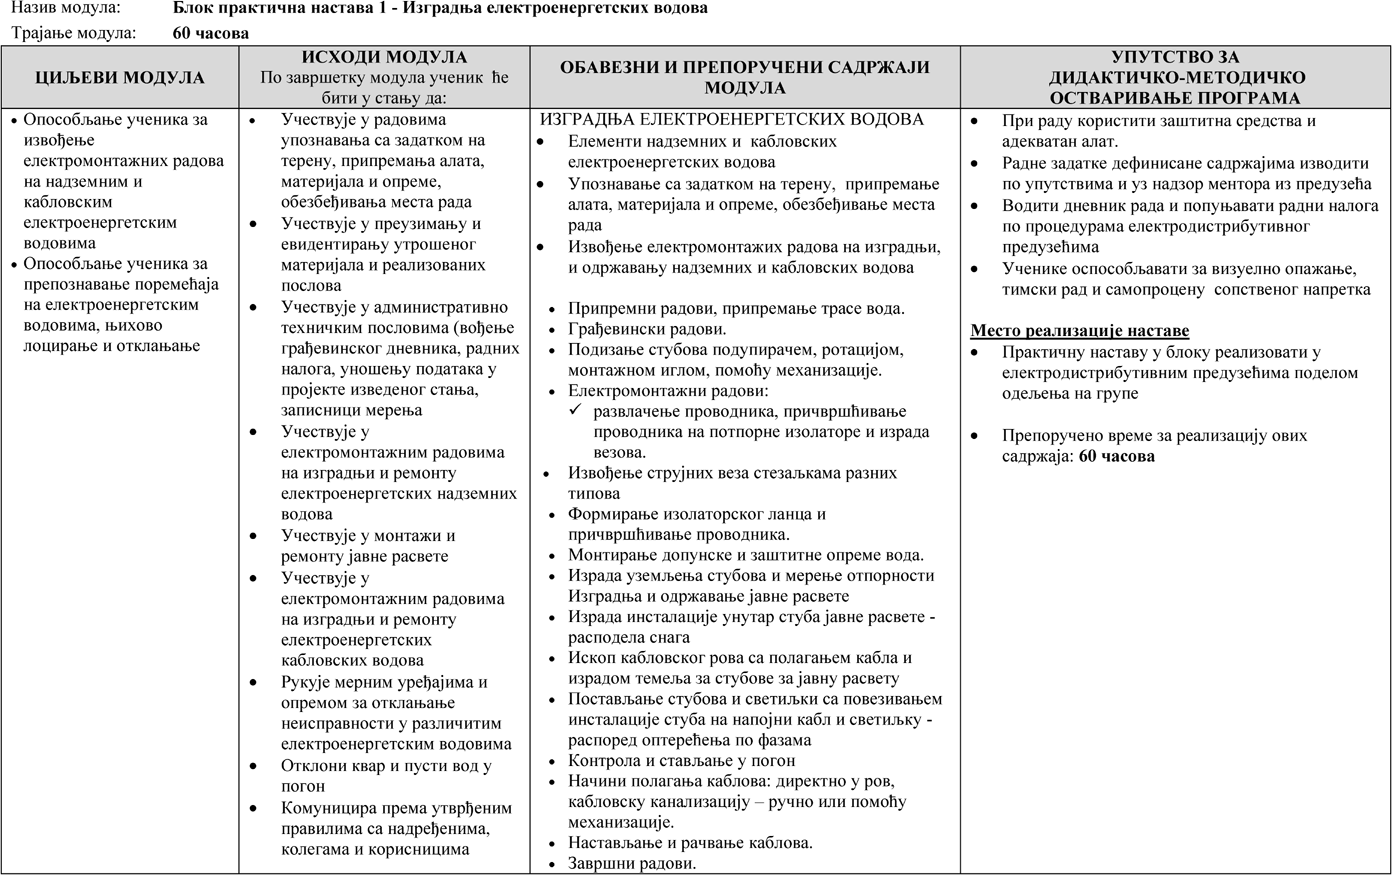 Назив модула: Блок практична настава 1 - Изградња електроенергетских водова
Трајање модула: 60 часова
ЦИЉЕВИ МОДУЛА
ИСХОДИ МОДУЛА
По завршетку модула ученик ће
бити у стању да:
ОБАВЕЗНИ И ПРЕПОРУЧЕНИ САДРЖАЈИ
МОДУЛА
УПУТСТВО ЗА
ДИДАКТИЧКО-МЕТОДИЧКО
ОСТВАРИВАЊЕ ПРОГРАМА
• Опособљање ученика за
извођење
електромонтажних радова
на надземним и
кабловским
електроенергетским
водовима
• Опособљање ученика за
препознавање поремећаја
на електроенергетским
водовима, њихово
лоцирање и отклањање
• Учествује у радовима
упознавања са задатком на
терену, припремања алата,
материјала и опреме,
обезбеђивања места рада
• Учествује у преузимању и
евидентирању утрошеног
материјала и реализованих
послова
• Учествује у административно
техничким пословима (вођење
грађевинског дневника, радних
налога, уношењу података у
пројекте изведеног стања,
записници мерења
• Учествује у
електромонтажним радовима
на изградњи и ремонту
електроенергетских надземних
водова
• Учествује у монтажи и
ремонту јавне расвете
• Учествује у
електромонтажним радовима
на изградњи и ремонту
електроенергетских
кабловских водова
• Рукује мерним уређајима и
опремом за отклањање
неисправности у различитим
електроенергетским водовима
• Отклони квар и пусти вод у
погон
• Комуницира према утврђеним
правилима са надређенима,
колегама и корисницима
ИЗГРАДЊА ЕЛЕКТРОЕНЕРГЕТСКИХ ВОДОВА
• Елементи надземних и кабловских
електроенергетских водова
• Упознавање са задатком на терену, припремање
алата, материјала и опреме, обезбеђивање места
рада
• Извођење електромонтажих радова на изградњи,
и одржавању надземних и кабловских водова
• Припремни радови, припремање трасе вода.
• Грађевински радови.
• Подизање стубова подупирачем, ротацијом,
монтажном иглом, помоћу механизације.
• Електромонтажни радови:
✓ развлачење проводника, причвршћивање
проводника на потпорне изолаторе и израда
везова.
• Извођење струјних веза стезаљкама разних
типова
• Формирање изолаторског ланца и
причвршћивање проводника.
• Монтирање допунске и заштитне опреме вода.
• Израда уземљења стубова и мерење отпорности
Изградња и одржавање јавне расвете
• Израда инсталације унутар стуба јавне расвете -
расподела снага
• Ископ кабловског рова са полагањем кабла и
израдом темеља за стубове за јавну расвету
• Постављање стубова и светиљки са повезивањем
инсталације стуба на напојни кабл и светиљку -
распоред оптерећења по фазама
• Контрола и стављање у погон
• Начини полагања каблова: директно у ров,
кабловску канализацију – ручно или помоћу
механизације.
• Настављање и рачвање каблова.
• Завршни радови.
• При раду користити заштитна средства и
адекватан алат.
• Радне задатке дефинисане садржајима изводити
по упутствима и уз надзор ментора из предузећа
• Водити дневник рада и попуњавати радни налога
по процедурама електродистрибутивног
предузећима
• Ученике оспособљавати за визуелно опажање,
тимски рад и самопроцену сопственог напретка
Место реализације наставе
• Практичну наставу у блоку реализовати у
електродистрибутивним предузећима поделом
одељења на групе
• Препоручено време за реализацију ових
садржаја: 60 часова